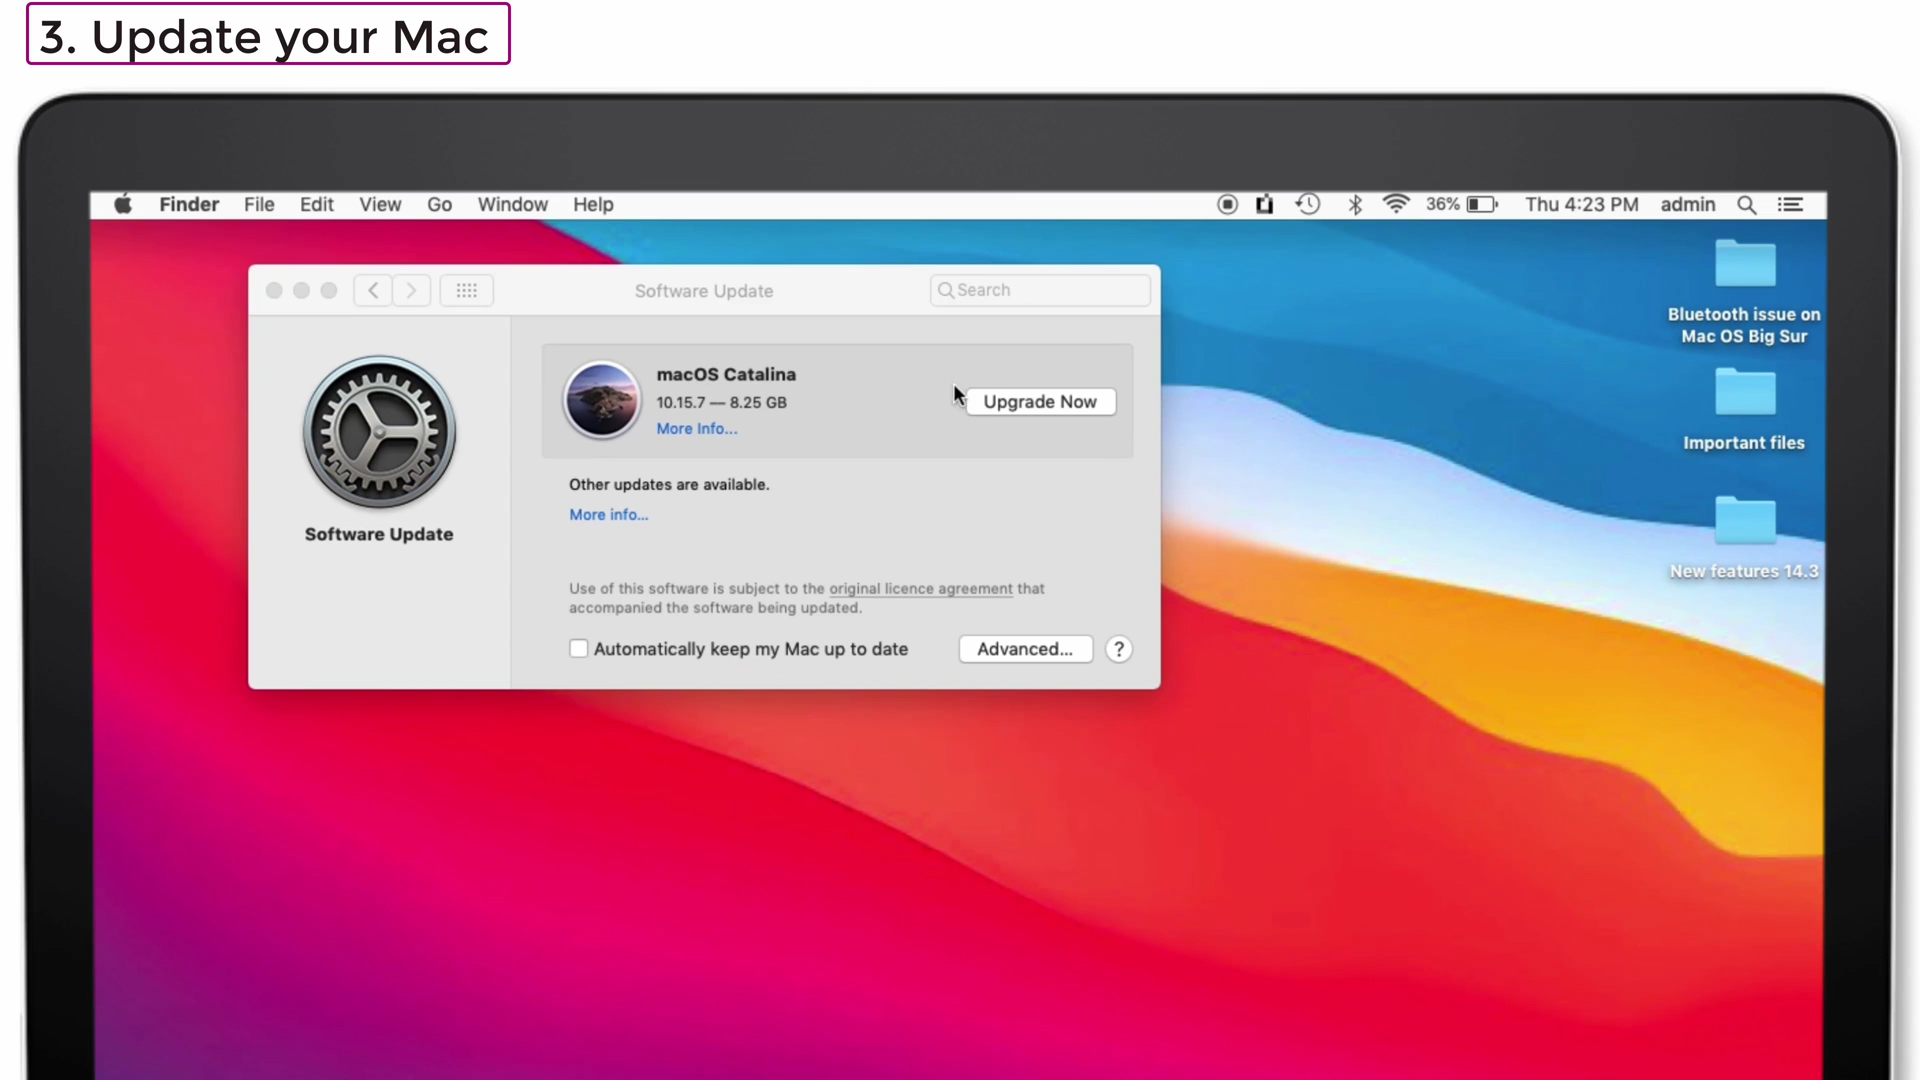 3. Update your Mac
Finder File Edit View Go Window Help 36% Thu 4:23 PM admin
Software Update
Search
macOS Catalina
10.15.7 — 8.25 GB
More Info...
Upgrade Now
Other updates are available.
More info...
Software Update
Use of this software is subject to the original licence agreement that
accompanied the software being updated.
Automatically keep my Mac up to date
Advanced...
?
Bluetooth issue on
Mac OS Big Sur
Important files
New features 14.3